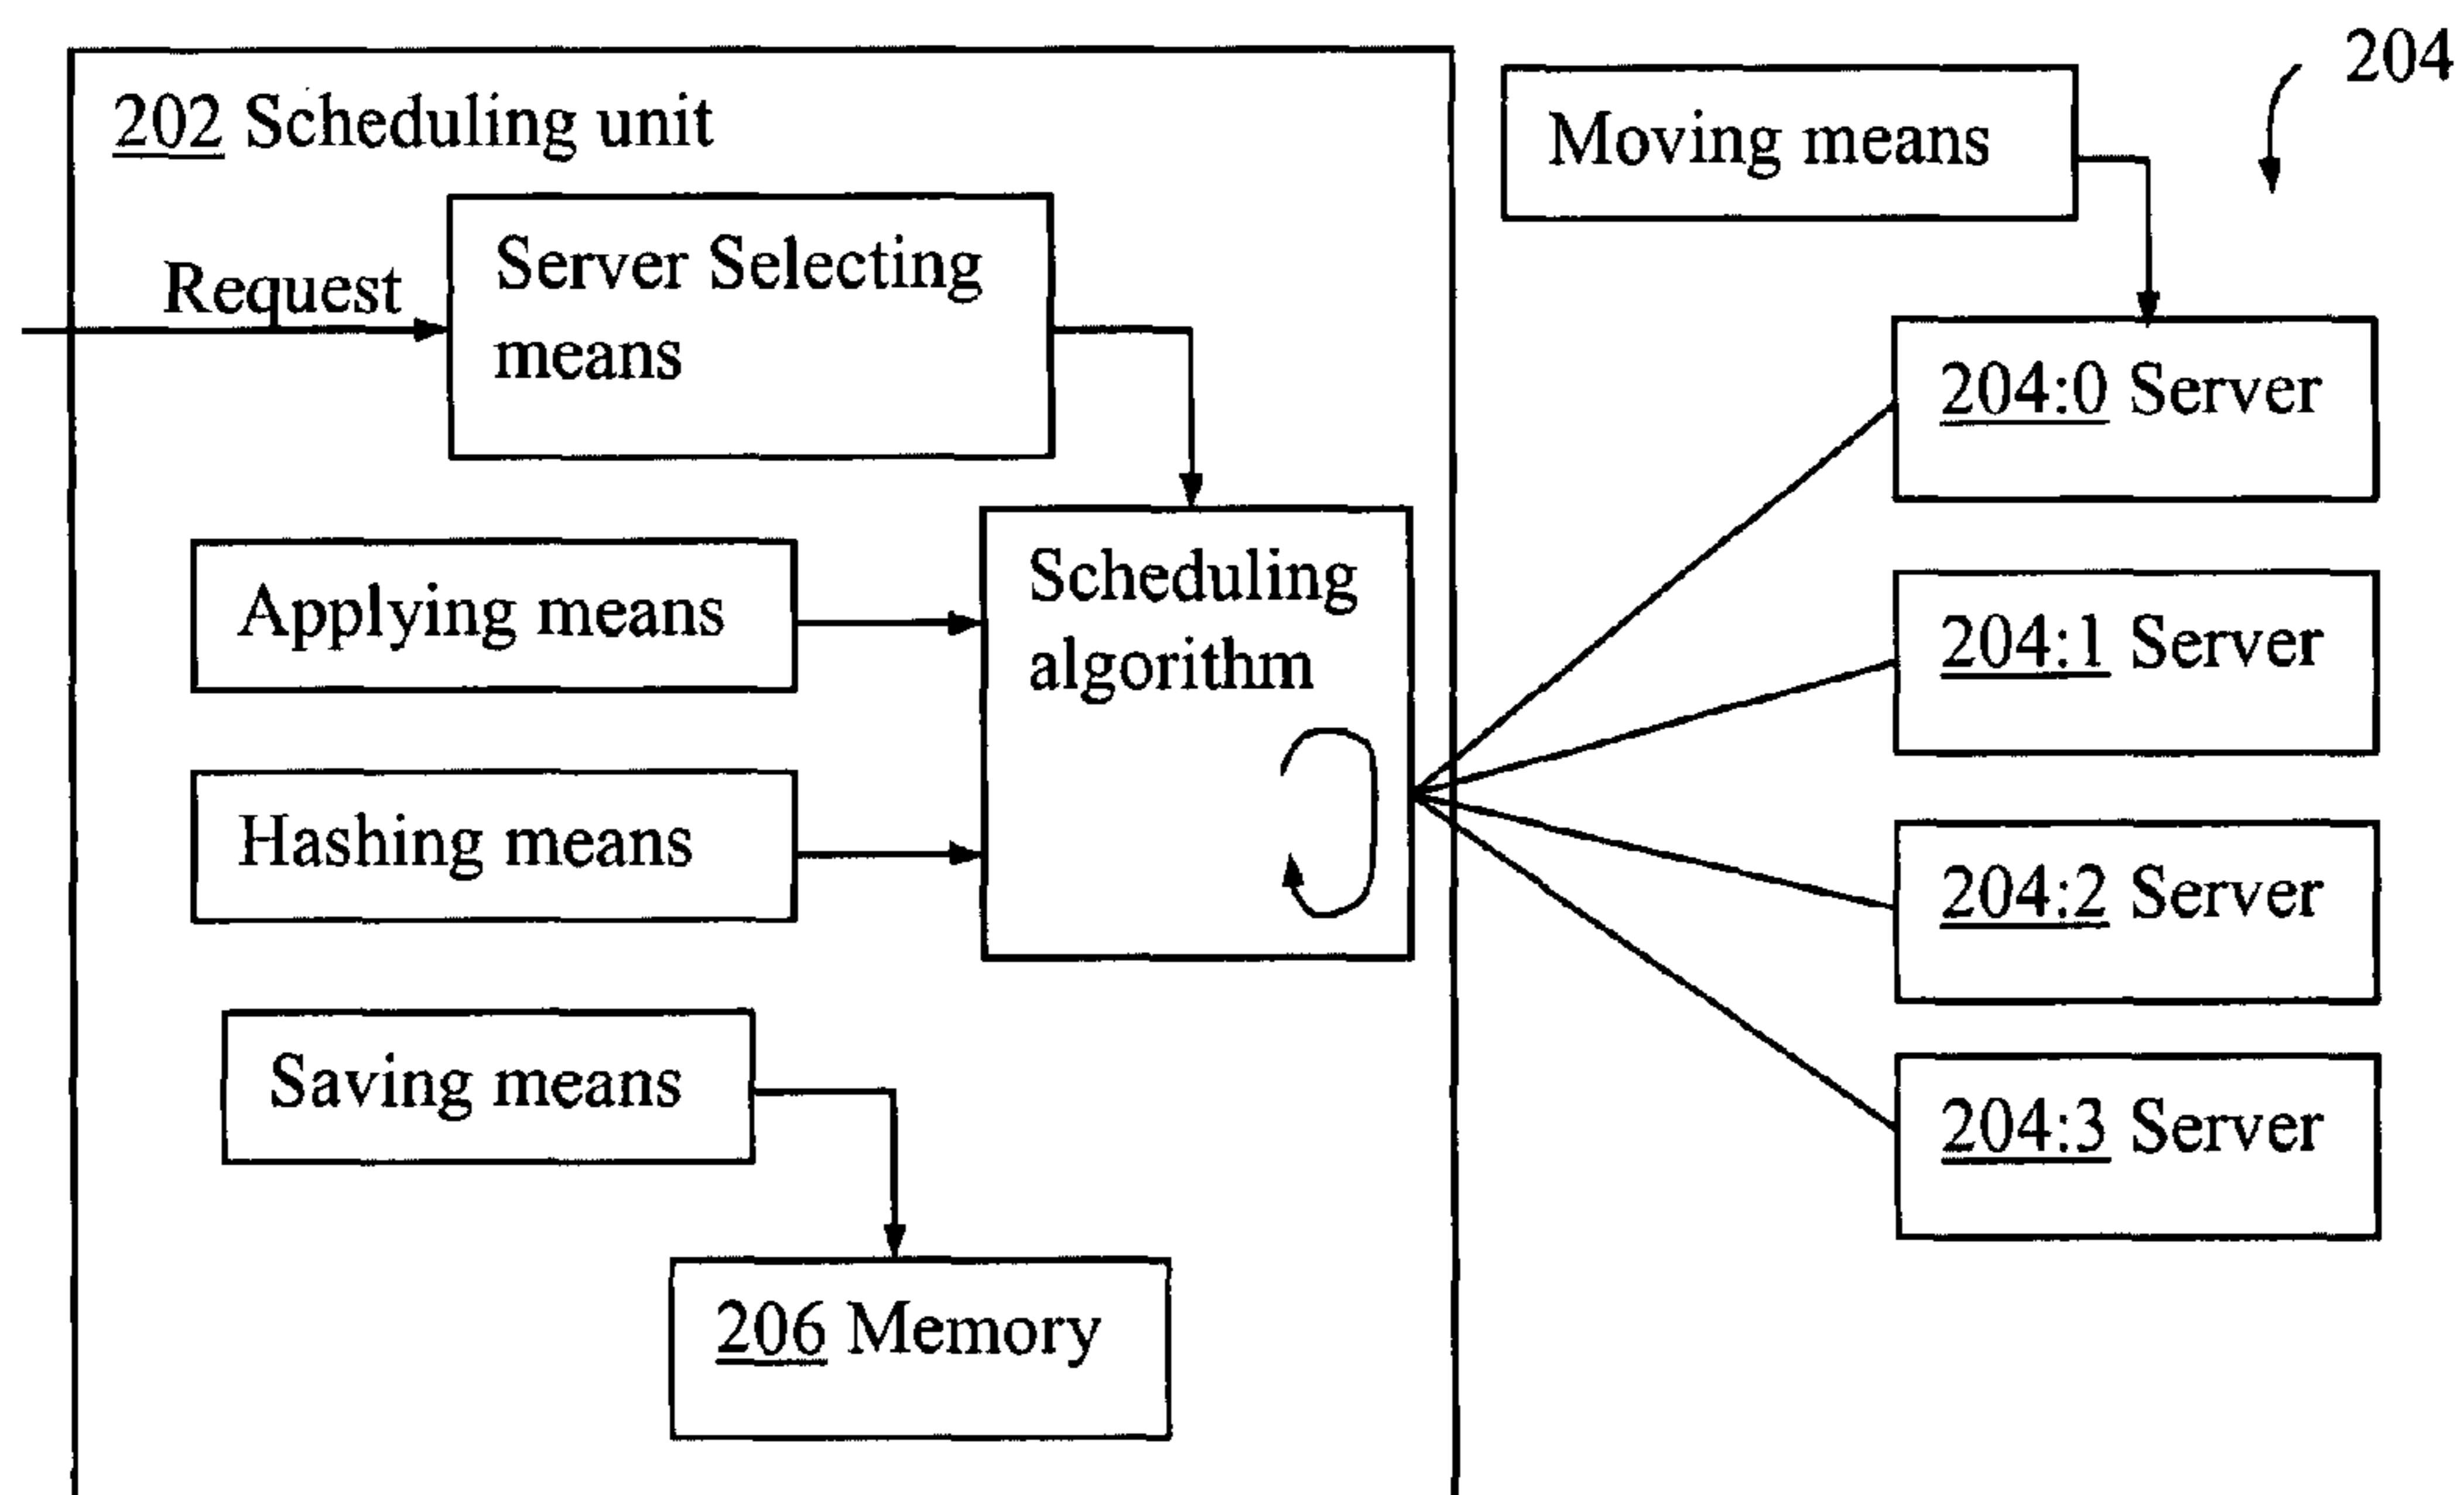 204
202 Scheduling unit
Moving means
Request
Server Selecting
means
204:0 Server
Applying means
Scheduling
algorithm
204:1 Server
Hashing means
204:2 Server
Saving means
204:3 Server
206 Memory